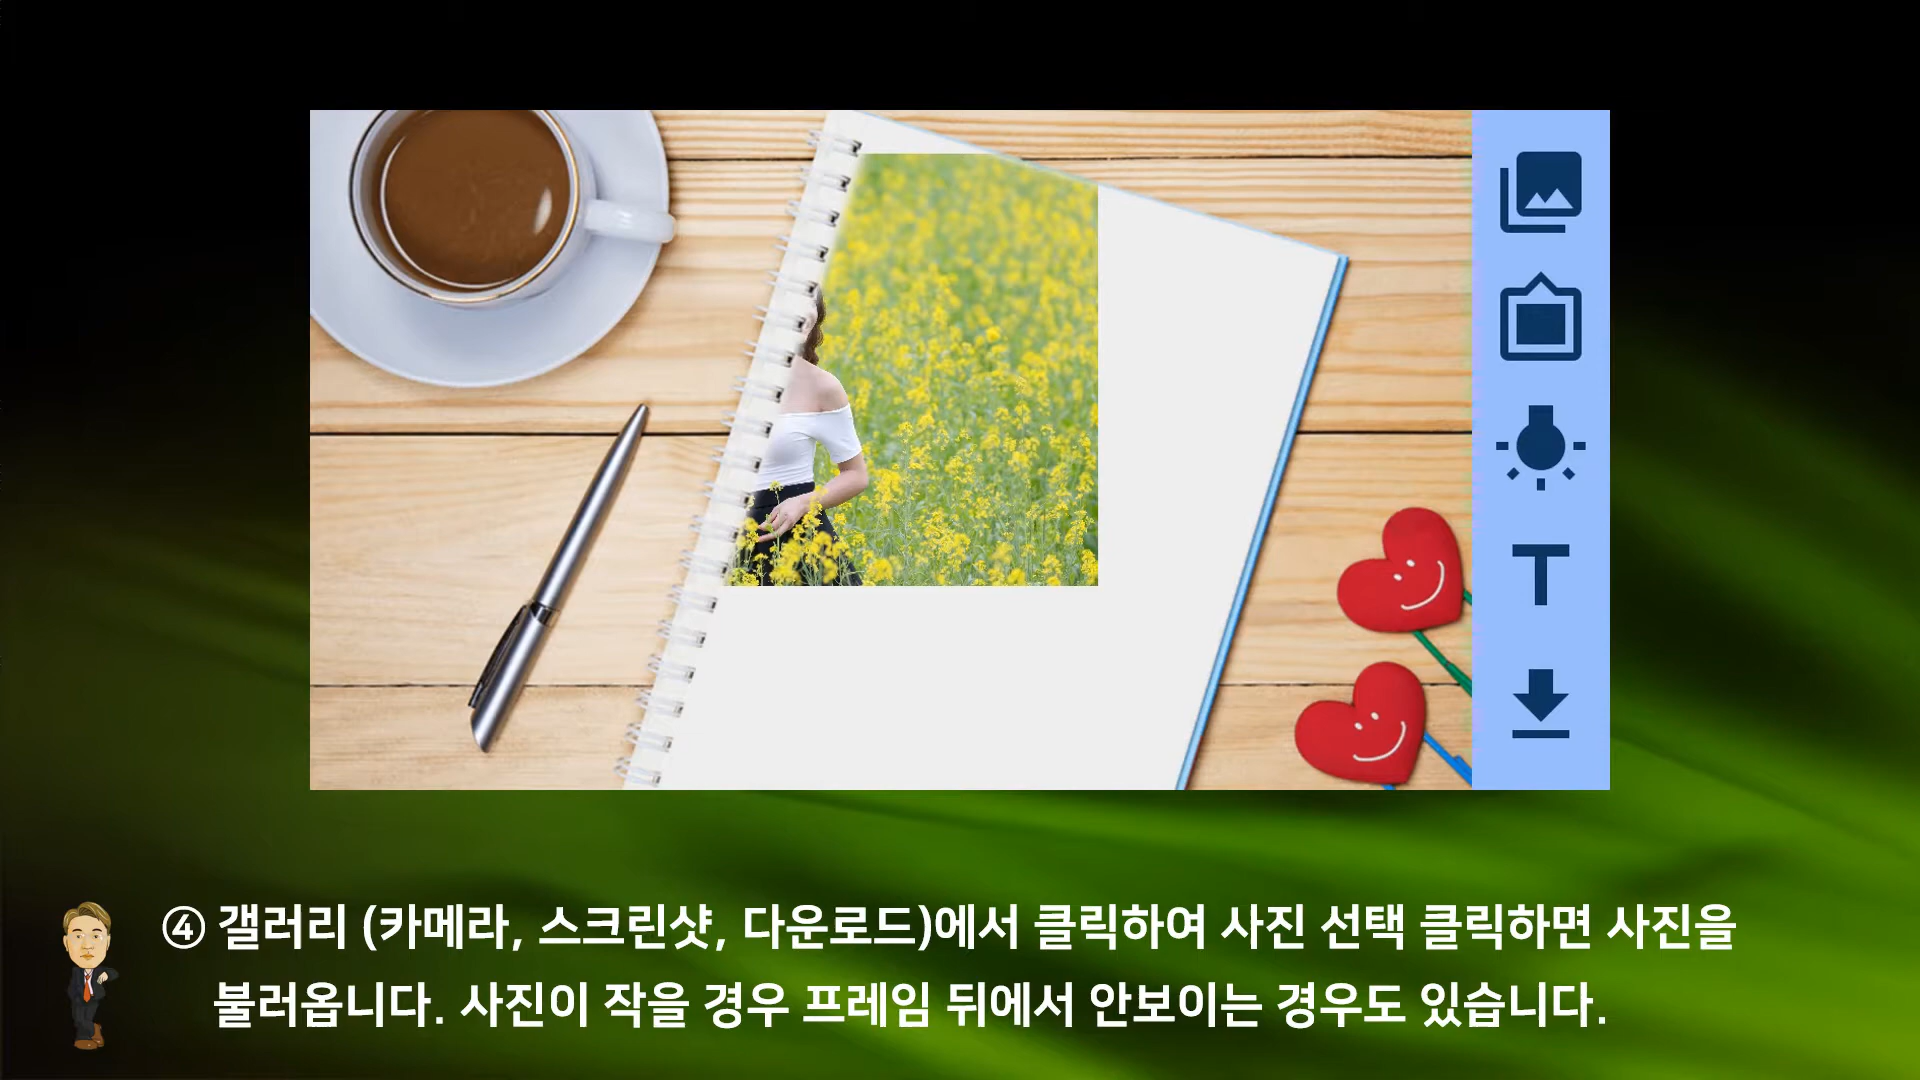 ④ 갤러리 (카메라, 스크린샷, 다운로드)에서 클릭하여 사진 선택 클릭하면 사진을
불러옵니다. 사진이 작을 경우 프레임 뒤에서 안보이는 경우도 있습니다.